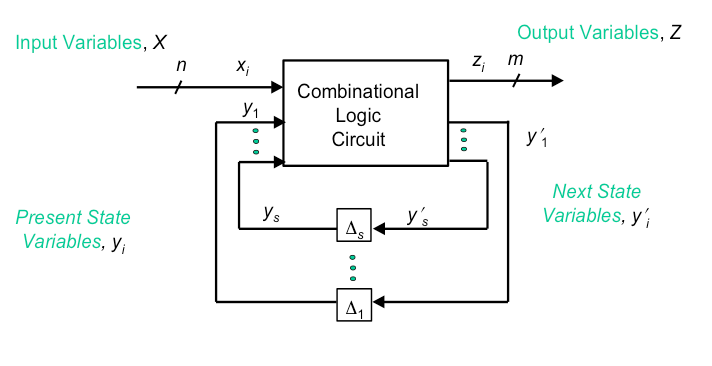 Input Variables, X
Output Variables, Z
n
xᵢ
zᵢ
m
Combinational
Logic
Circuit
y₁
y′₁
Present State
Variables, yᵢ
Next State
Variables, y′ᵢ
yₛ
Δₛ
y′ₛ
Δ₁